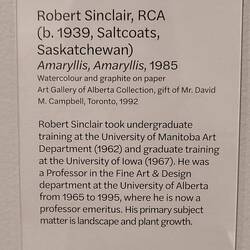 Robert Sinclair, RCA
(b. 1939, Saltcoats,
Saskatchewan)
Amaryllis, Amaryllis, 1985
Watercolour and graphite on paper
Art Gallery of Alberta Collection, gift of Mr. David
M. Campbell, Toronto, 1992
Robert Sinclair took undergraduate
training at the University of Manitoba Art
Department (1962) and graduate training
at the University of Iowa (1967). He was
a Professor in the Fine Art & Design
department at the University of Alberta
from 1965 to 1995, where he is now a
professor emeritus. His primary subject
matter is landscape and plant growth.